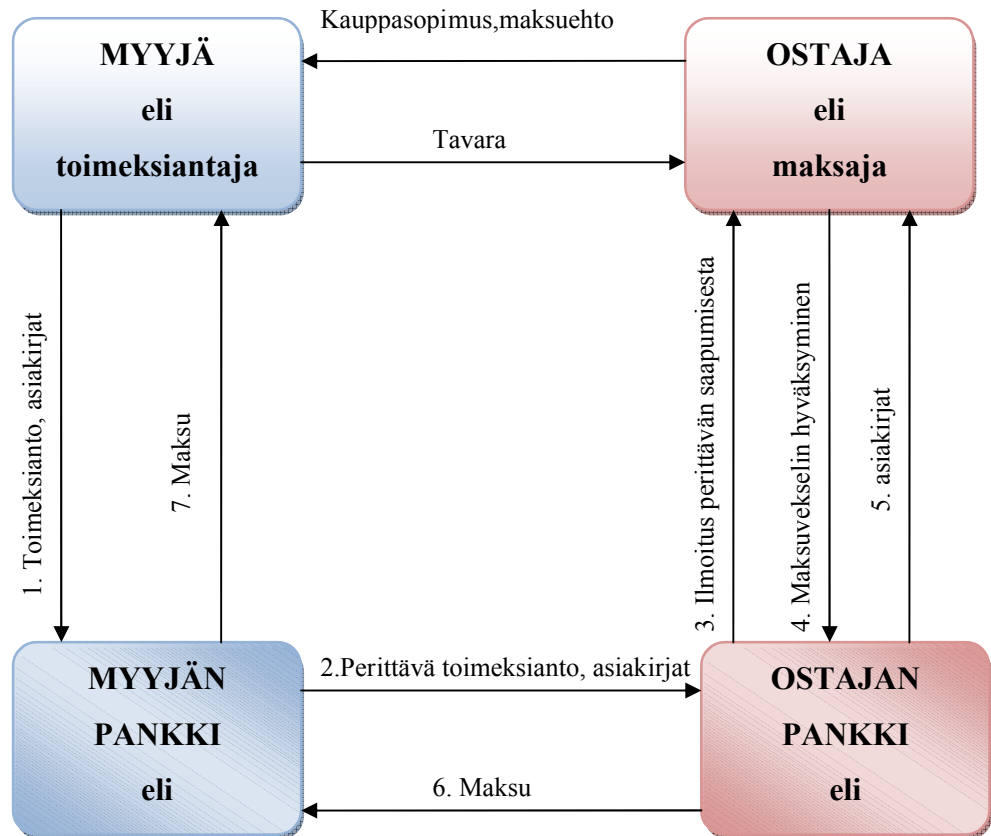 Kauppasopimus,maksuehto
MYYJÄ
eli
toimeksiantaja
OSTAJA
eli
maksaja
Tavara
1. Toimeksianto, asiakirjat
7. Maksu
3. Ilmoitus perittävän saapumisesta
4. Maksuvekselin hyväksyminen
5. asiakirjat
MYYJÄN
PANKKI
eli
2.Perittävä toimeksianto, asiakirjat
6. Maksu
OSTAJAN
PANKKI
eli